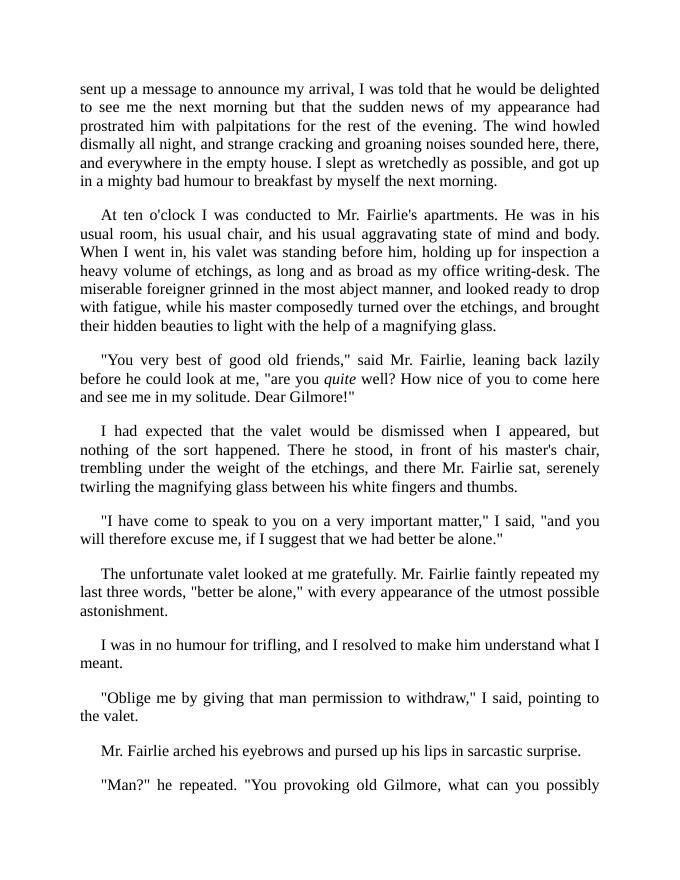 sent up a message to announce my arrival, I was told that he would be delighted
to see me the next morning but that the sudden news of my appearance had
prostrated him with palpitations for the rest of the evening. The wind howled
dismally all night, and strange cracking and groaning noises sounded here, there,
and everywhere in the empty house. I slept as wretchedly as possible, and got up
in a mighty bad humour to breakfast by myself the next morning.
At ten o'clock I was conducted to Mr. Fairlie's apartments. He was in his
usual room, his usual chair, and his usual aggravating state of mind and body.
When I went in, his valet was standing before him, holding up for inspection a
heavy volume of etchings, as long and as broad as my office writing-desk. The
miserable foreigner grinned in the most abject manner, and looked ready to drop
with fatigue, while his master composedly turned over the etchings, and brought
their hidden beauties to light with the help of a magnifying glass.
"You very best of good old friends," said Mr. Fairlie, leaning back lazily
before he could look at me, "are you quite well? How nice of you to come here
and see me in my solitude. Dear Gilmore!"
I had expected that the valet would be dismissed when I appeared, but
nothing of the sort happened. There he stood, in front of his master's chair,
trembling under the weight of the etchings, and there Mr. Fairlie sat, serenely
twirling the magnifying glass between his white fingers and thumbs.
"I have come to speak to you on a very important matter," I said, "and you
will therefore excuse me, if I suggest that we had better be alone."
The unfortunate valet looked at me gratefully. Mr. Fairlie faintly repeated my
last three words, "better be alone," with every appearance of the utmost possible
astonishment.
I was in no humour for trifling, and I resolved to make him understand what I
meant.
"Oblige me by giving that man permission to withdraw," I said, pointing to
the valet.
Mr. Fairlie arched his eyebrows and pursed up his lips in sarcastic surprise.
"Man?" he repeated. "You provoking old Gilmore, what can you possibly